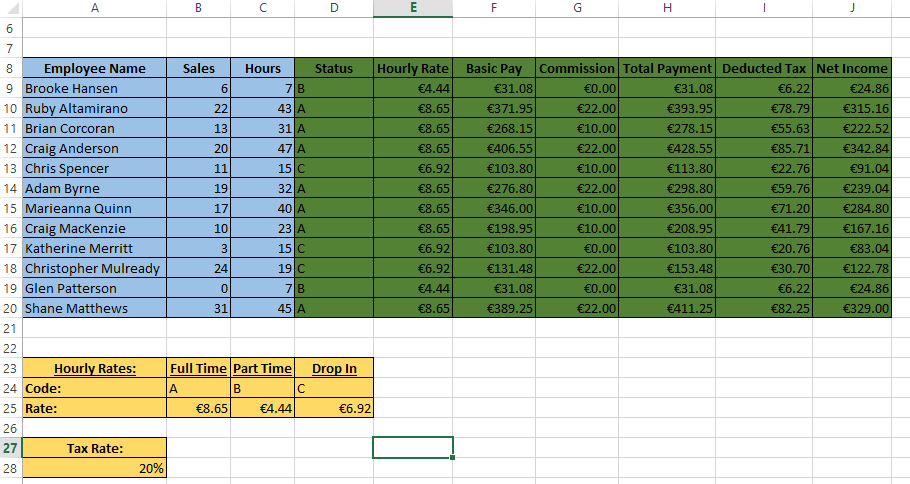 A B C D E F G H I J
6
7
8 Employee Name Sales Hours Status Hourly Rate Basic Pay Commission Total Payment Deducted Tax Net Income
9 Brooke Hansen 6 7 B €4.44 €31.08 €0.00 €31.08 €6.22 €24.86
10 Ruby Altamirano 22 43 A €8.65 €371.95 €22.00 €393.95 €78.79 €315.16
11 Brian Corcoran 13 31 A €8.65 €268.15 €10.00 €278.15 €55.63 €222.52
12 Craig Anderson 20 47 A €8.65 €406.55 €22.00 €428.55 €85.71 €342.84
13 Chris Spencer 11 15 C €6.92 €103.80 €10.00 €113.80 €22.76 €91.04
14 Adam Byrne 19 32 A €8.65 €276.80 €22.00 €298.80 €59.76 €239.04
15 Marieanna Quinn 17 40 A €8.65 €346.00 €10.00 €356.00 €71.20 €284.80
16 Craig MacKenzie 10 23 A €8.65 €198.95 €10.00 €208.95 €41.79 €167.16
17 Katherine Merritt 3 15 C €6.92 €103.80 €0.00 €103.80 €20.76 €83.04
18 Christopher Mulready 24 19 C €6.92 €131.48 €22.00 €153.48 €30.70 €122.78
19 Glen Patterson 0 7 B €4.44 €31.08 €0.00 €31.08 €6.22 €24.86
20 Shane Matthews 31 45 A €8.65 €389.25 €22.00 €411.25 €82.25 €329.00
21
22
23 Hourly Rates: Full Time Part Time Drop In
24 Code: A B C
25 Rate: €8.65 €4.44 €6.92
26
27 Tax Rate:
28 20%